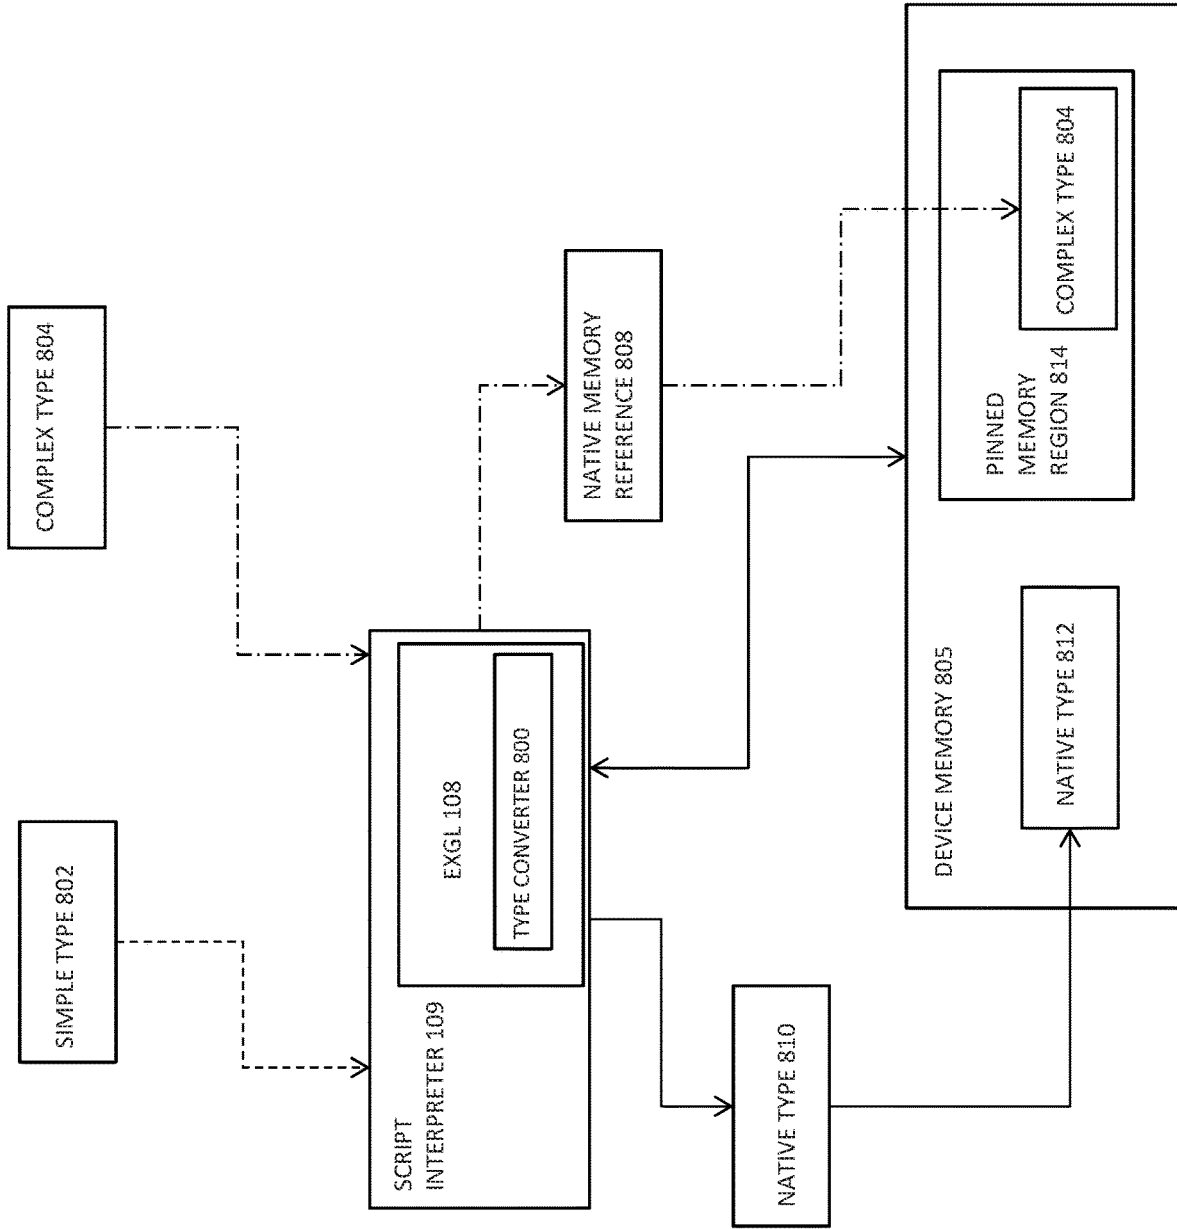 SIMPLE TYPE 802
COMPLEX TYPE 804
SCRIPT
INTERPRETER 109
EXGL 108
TYPE CONVERTER 800
NATIVE MEMORY
REFERENCE 808
NATIVE TYPE 810
DEVICE MEMORY 805
NATIVE TYPE 812
PINNED
MEMORY
REGION 814
COMPLEX TYPE 804